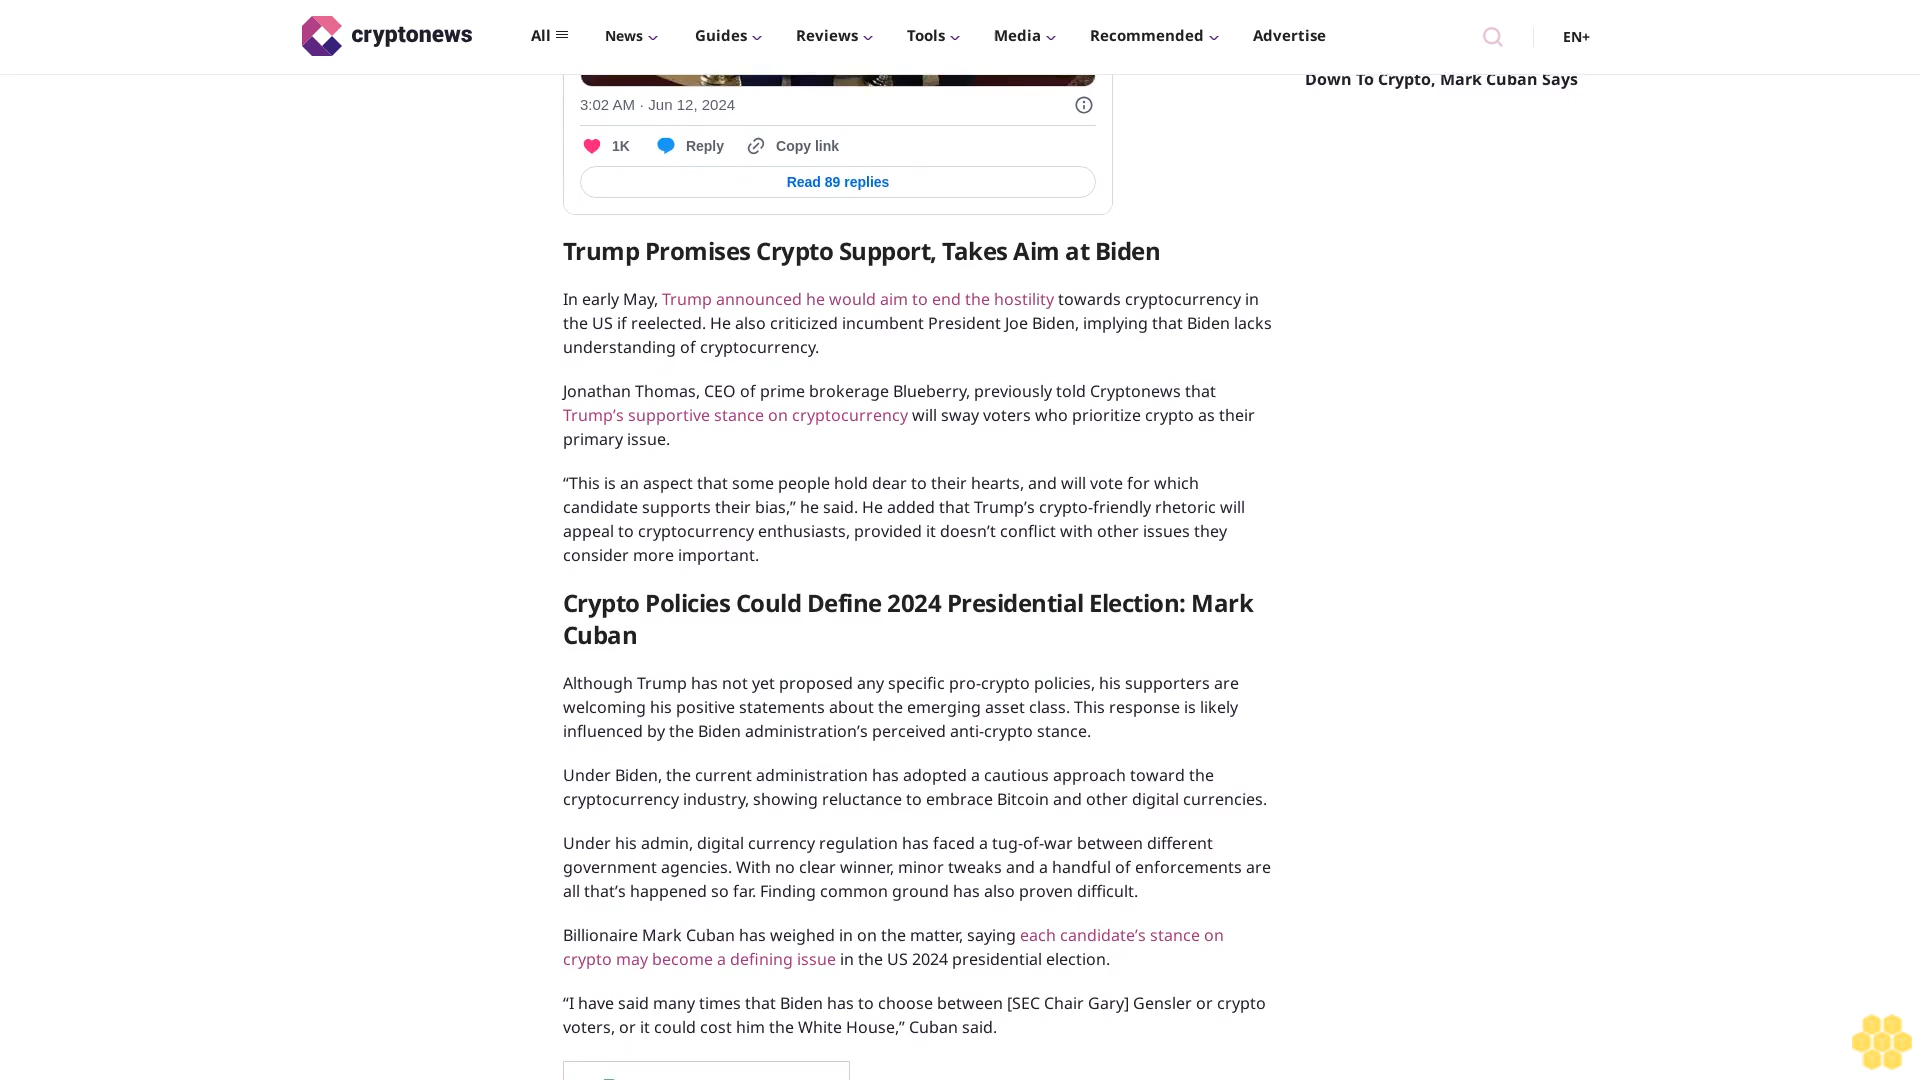 cryptonews
All News Guides Reviews Tools Media Recommended Advertise EN+
Down To Crypto, Mark Cuban Says
3:02 AM · Jun 12, 2024
1K Reply Copy link
Read 89 replies
Trump Promises Crypto Support, Takes Aim at Biden
In early May, Trump announced he would aim to end the hostility towards cryptocurrency in
the US if reelected. He also criticized incumbent President Joe Biden, implying that Biden lacks
understanding of cryptocurrency.
Jonathan Thomas, CEO of prime brokerage Blueberry, previously told Cryptonews that
Trump’s supportive stance on cryptocurrency will sway voters who prioritize crypto as their
primary issue.
“This is an aspect that some people hold dear to their hearts, and will vote for which
candidate supports their bias,” he said. He added that Trump’s crypto-friendly rhetoric will
appeal to cryptocurrency enthusiasts, provided it doesn’t conflict with other issues they
consider more important.
Crypto Policies Could Define 2024 Presidential Election: Mark
Cuban
Although Trump has not yet proposed any specific pro-crypto policies, his supporters are
welcoming his positive statements about the emerging asset class. This response is likely
influenced by the Biden administration’s perceived anti-crypto stance.
Under Biden, the current administration has adopted a cautious approach toward the
cryptocurrency industry, showing reluctance to embrace Bitcoin and other digital currencies.
Under his admin, digital currency regulation has faced a tug-of-war between different
government agencies. With no clear winner, minor tweaks and a handful of enforcements are
all that’s happened so far. Finding common ground has also proven difficult.
Billionaire Mark Cuban has weighed in on the matter, saying each candidate’s stance on
crypto may become a defining issue in the US 2024 presidential election.
“I have said many times that Biden has to choose between [SEC Chair Gary] Gensler or crypto
voters, or it could cost him the White House,” Cuban said.